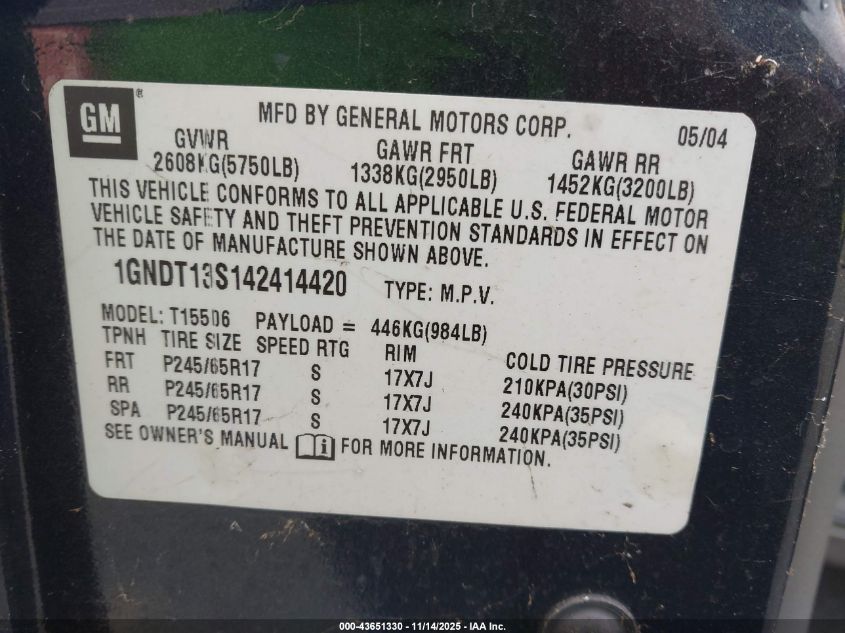 GM®
MFD BY GENERAL MOTORS CORP. 05/04
GVWR GAWR FRT GAWR RR
2608KG(5750LB) 1338KG(2950LB) 1452KG(3200LB)
THIS VEHICLE CONFORMS TO ALL APPLICABLE U.S. FEDERAL MOTOR
VEHICLE SAFETY AND THEFT PREVENTION STANDARDS IN EFFECT ON
THE DATE OF MANUFACTURE SHOWN ABOVE.
1GNDT13S142414420 TYPE: M.P.V.
MODEL: T15506 PAYLOAD = 446KG(984LB)
TPNH TIRE SIZE SPEED RTG RIM COLD TIRE PRESSURE
FRT P245/65R17 S 17X7J 210KPA(30PSI)
RR P245/65R17 S 17X7J 240KPA(35PSI)
SPA P245/65R17 S 17X7J 240KPA(35PSI)
SEE OWNER'S MANUAL i FOR MORE INFORMATION.
000-43651330 - 11/14/2025 - IAA Inc.